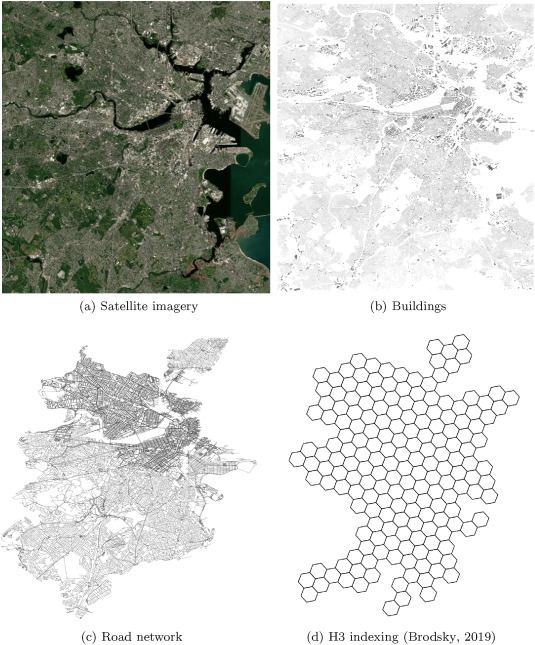 (a) Satellite imagery
(b) Buildings
(c) Road network
(d) H3 indexing (Brodsky, 2019)